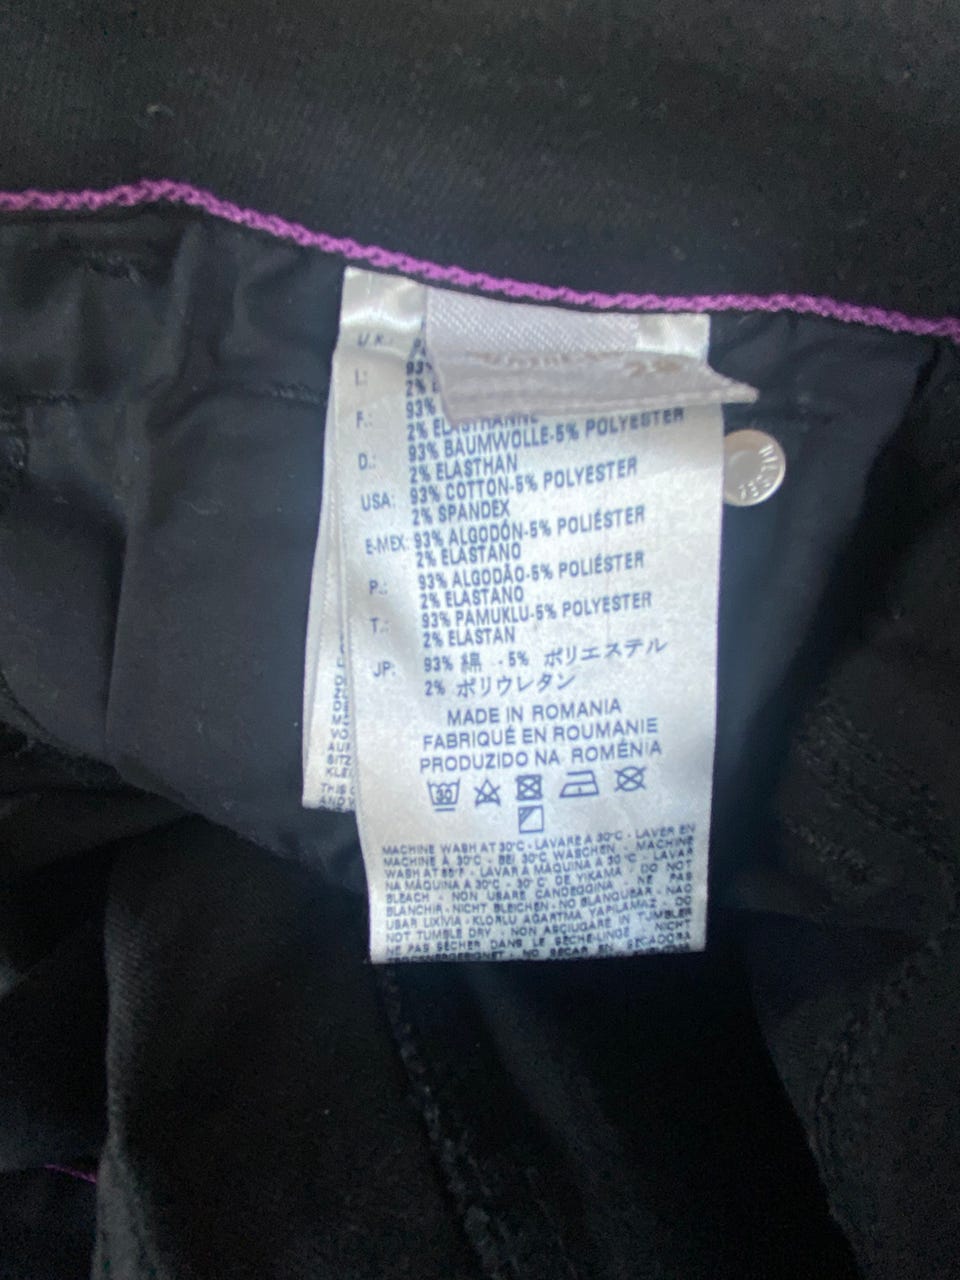 28
U.K.:
I.: 93%
2%
F.: 93%
2% ELASTHANNE
D.: 93% BAUMWOLLE-5% POLYESTER
2% ELASTHAN
USA: 93% COTTON-5% POLYESTER
2% SPANDEX
E-MEX: 93% ALGODÓN-5% POLIÉSTER
2% ELASTANO
P.: 93% ALGODÃO-5% POLIÉSTER
2% ELASTANO
T.: 93% PAMUKLU-5% POLYESTER
2% ELASTAN
JP: 93% 綿 -5% ポリエステル
2% ポリウレタン
MADE IN ROMANIA
FABRIQUÉ EN ROUMANIE
PRODUZIDO NA ROMÊNIA
30
MACHINE WASH AT 30°C - LAVARE A 30°C - LAVER EN
MACHINE À 30°C - BEI 30°C WASCHEN - MACHINE
WASH AT 85°F - LAVAR A MÁQUINA A 30°C - LAVAR
NA MÁQUINA A 30°C - 30°C DE YIKAMA - DO NOT
BLEACH - NON USARE CANDEGGINA - NE PAS
BLANCHIR - NICHT BLEICHEN - NO BLANQUEAR - NÃO
USAR LIXÍVIA - KLORLU AĞARTMA YAPILAMAZ - DO
NOT TUMBLE DRY - NON ASCIUGARE IN TUMBLER
NE PAS SÉCHER DANS LE SÈCHE-LINGE - NICHT
NO SECAR EN SECADORA
THIS
AND